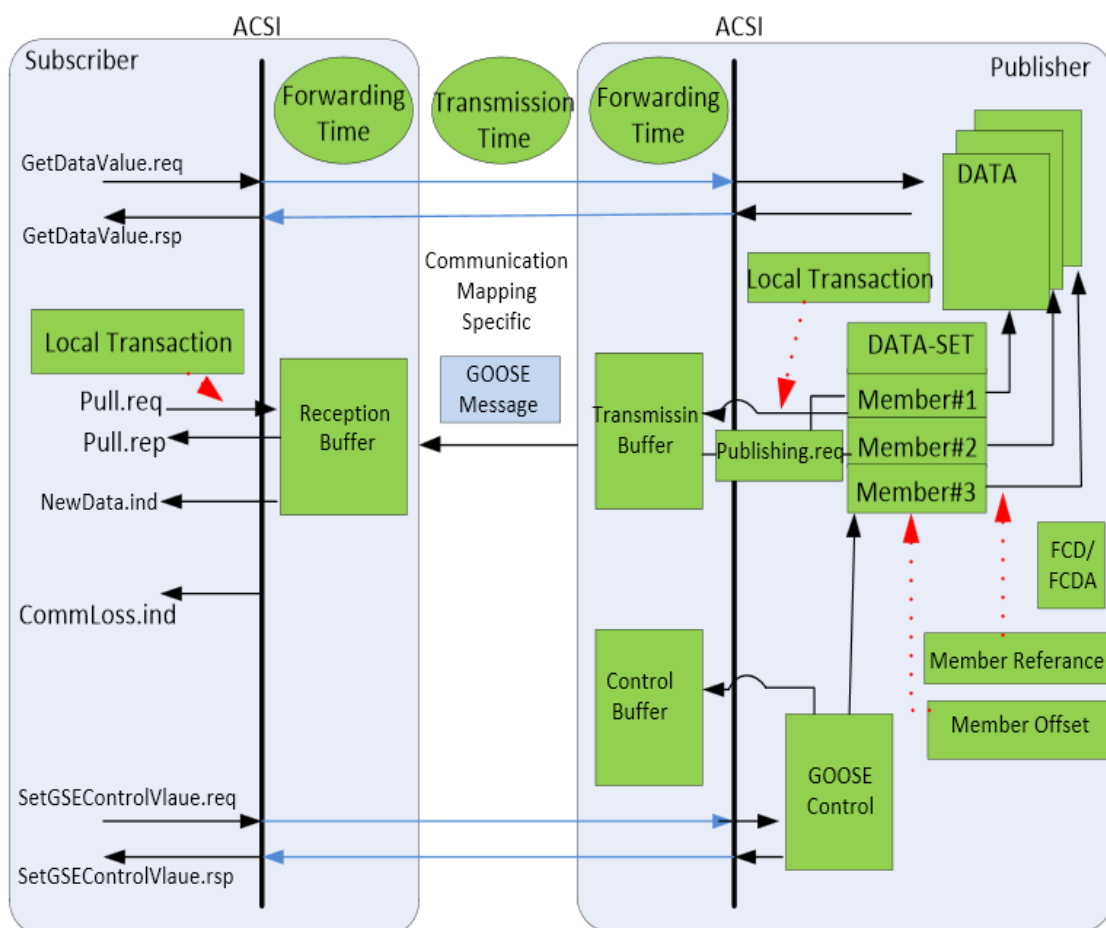 ACSI
ACSI
Subscriber
Publisher
Forwarding
Time
Transmission
Time
Forwarding
Time
GetDataValue.req
GetDataValue.rsp
DATA
Communication
Mapping
Specific
Local Transaction
Local Transaction
GOOSE
Message
Pull.req
Pull.rep
NewData.ind
CommLoss.ind
Reception
Buffer
Transmissin
Buffer
Publishing.req
DATA-SET
Member#1
Member#2
Member#3
FCD/
FCDA
Member Referance
Member Offset
Control
Buffer
GOOSE
Control
SetGSEControlVlaue.req
SetGSEControlVlaue.rsp